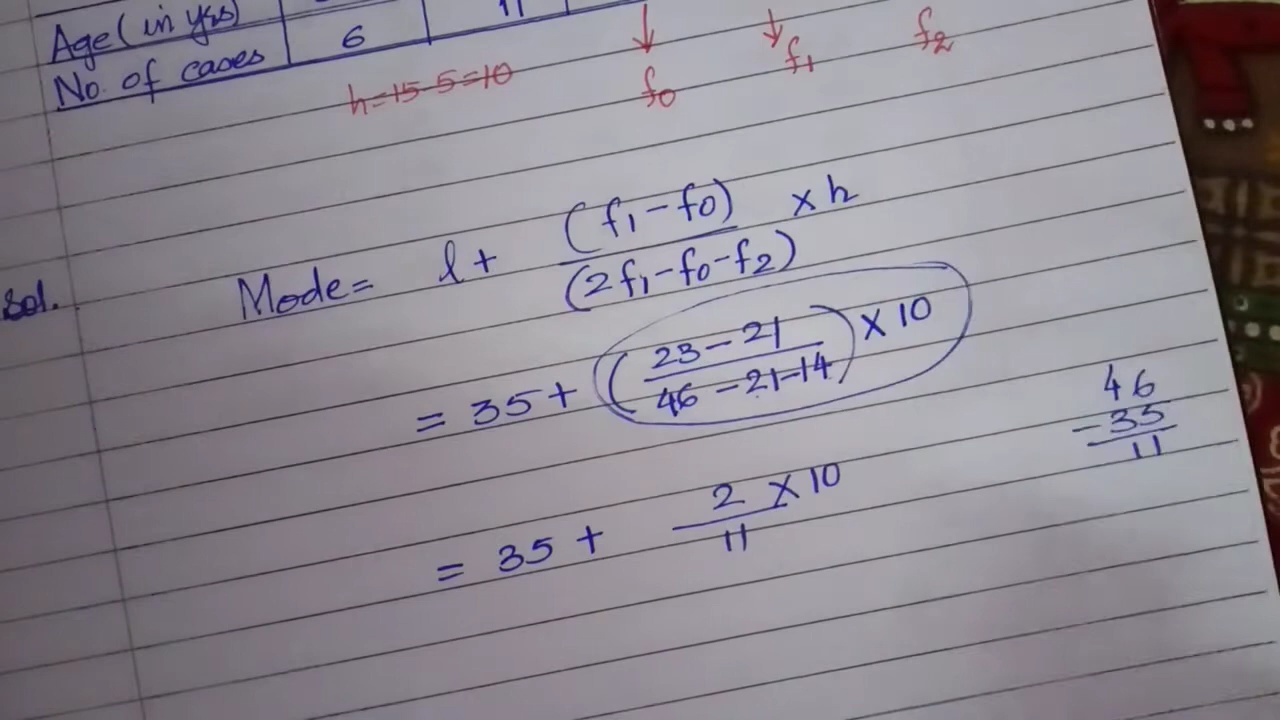 Age (in yrs)
No. of cases 6 11
h=15-5=10
f0 f1 f2
Sol. Mode= l + (f1-f0)/(2f1-f0-f2) × h
= 35 + (23-21/46-21-14) × 10
46
-35
11
= 35 + 2/11 × 10